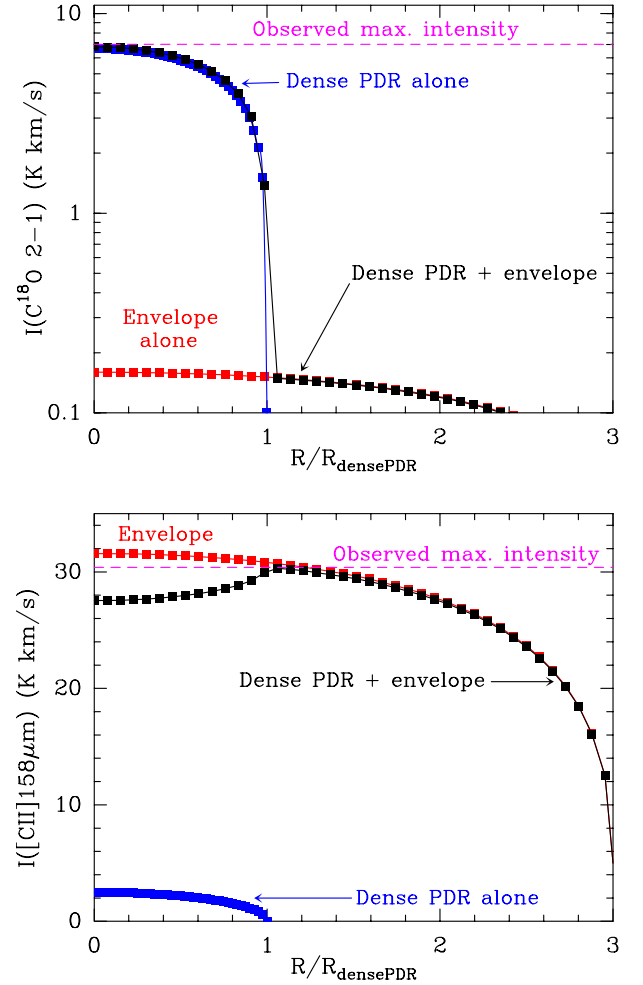 10
Observed max. intensity
Dense PDR alone
I(C¹⁸O 2−1) (K km/s)
1
Dense PDR + envelope
Envelope
alone
0.1
0 1 2 3
R/R_densePDR
Envelope
Observed max. intensity
30
I([CII]158μm) (K km/s)
Dense PDR + envelope
20
10
Dense PDR alone
0
0 1 2 3
R/R_densePDR